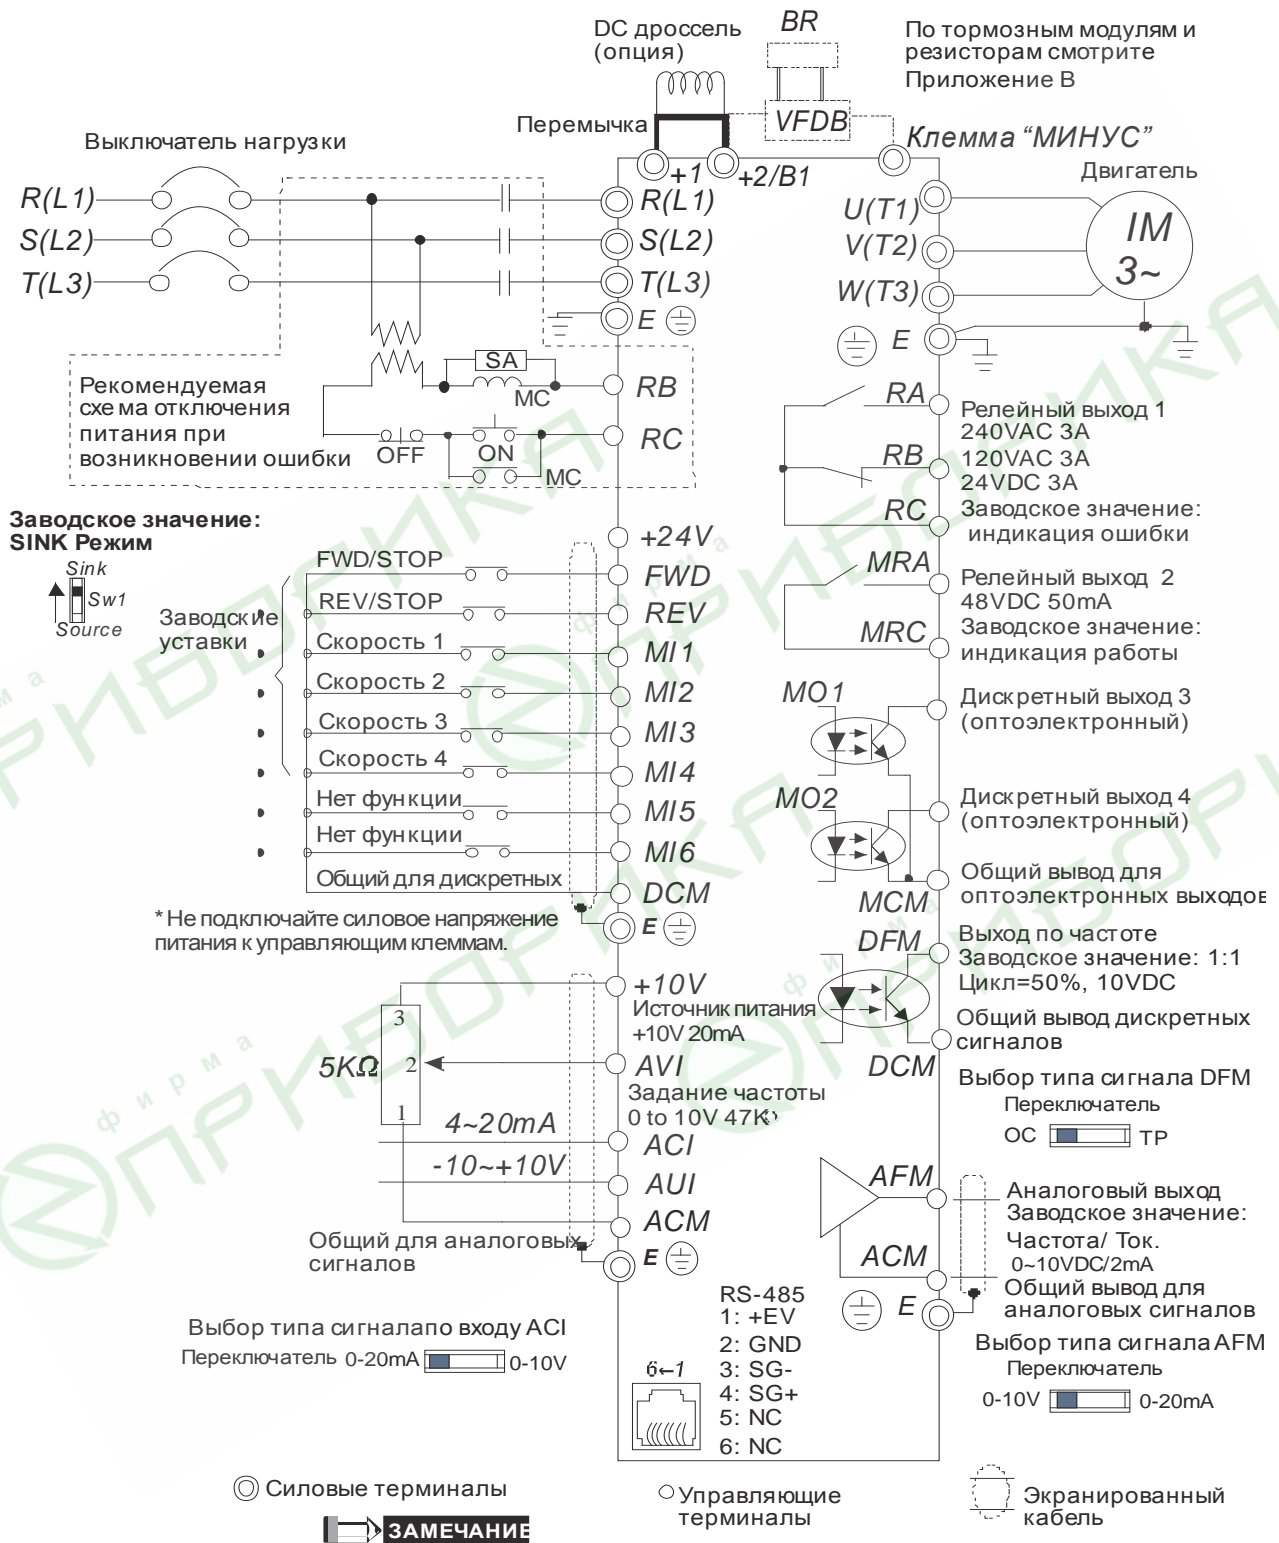 DC дроссель
(опция)
BR
По тормозным модулям и
резисторам смотрите
Приложение В
VFDB
Перемычка
Клемма “МИНУС”
Выключатель нагрузки
+1
+2/B1
Двигатель
R(L1)
R(L1)
U(T1)
IM
3~
S(L2)
S(L2)
V(T2)
T(L3)
T(L3)
W(T3)
E
E
Рекомендуемая
схема отключения
питания при
возникновении ошибки
SA
MC
RB
OFF
ON
RC
MC
RA
Релейный выход 1
240VAC 3A
RB
120VAC 3A
24VDC 3A
RC
Заводское значение:
индикация ошибки
Заводское значение:
SINK Режим
Sink
Sw1
Source
Заводские
уставки
+24V
FWD/STOP
FWD
REV/STOP
REV
Скорость 1
MI1
Скорость 2
MI2
Скорость 3
MI3
Скорость 4
MI4
Нет функции
MI5
Нет функции
MI6
Общий для дискретных
DCM
E
* Не подключайте силовое напряжение
питания к управляющим клеммам.
MRA
Релейный выход 2
48VDC 50mA
MRC
Заводское значение:
индикация работы
MO1
Дискретный выход 3
(оптоэлектронный)
MO2
Дискретный выход 4
(оптоэлектронный)
MCM
Общий вывод для
оптоэлектронных выходов
DFM
Выход по частоте
Заводское значение: 1:1
Цикл=50%, 10VDC
DCM
Общий вывод дискретных
сигналов
Выбор типа сигнала DFM
Переключатель
OC
TP
+10V
Источник питания
+10V 20mA
3
5KΩ
2
1
AVI
Задание частоты
0 to 10V 47KΩ
4~20mA
ACI
-10~+10V
AUI
ACM
Общий для аналоговых
сигналов
E
AFM
Аналоговый выход
Заводское значение:
Частота/ Ток.
0~10VDC/2mA
ACM
Общий вывод для
аналоговых сигналов
E
Выбор типа сигналапо входу ACI
Переключатель 0-20mA
0-10V
RS-485
1: +EV
2: GND
3: SG-
4: SG+
5: NC
6: NC
6←1
Выбор типа сигнала AFM
Переключатель
0-10V
0-20mA
Силовые терминалы
Управляющие
терминалы
Экранированный
кабель
ЗАМЕЧАНИЕ
фирма
ПРИБОРИКА
фирма
ПРИБОРИКА